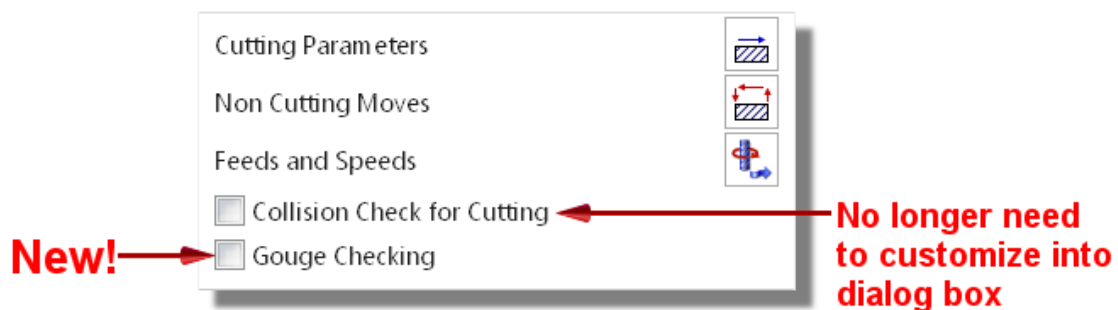 Cutting Parameters
Non Cutting Moves
Feeds and Speeds
Collision Check for Cutting
Gouge Checking
New!
No longer need
to customize into
dialog box